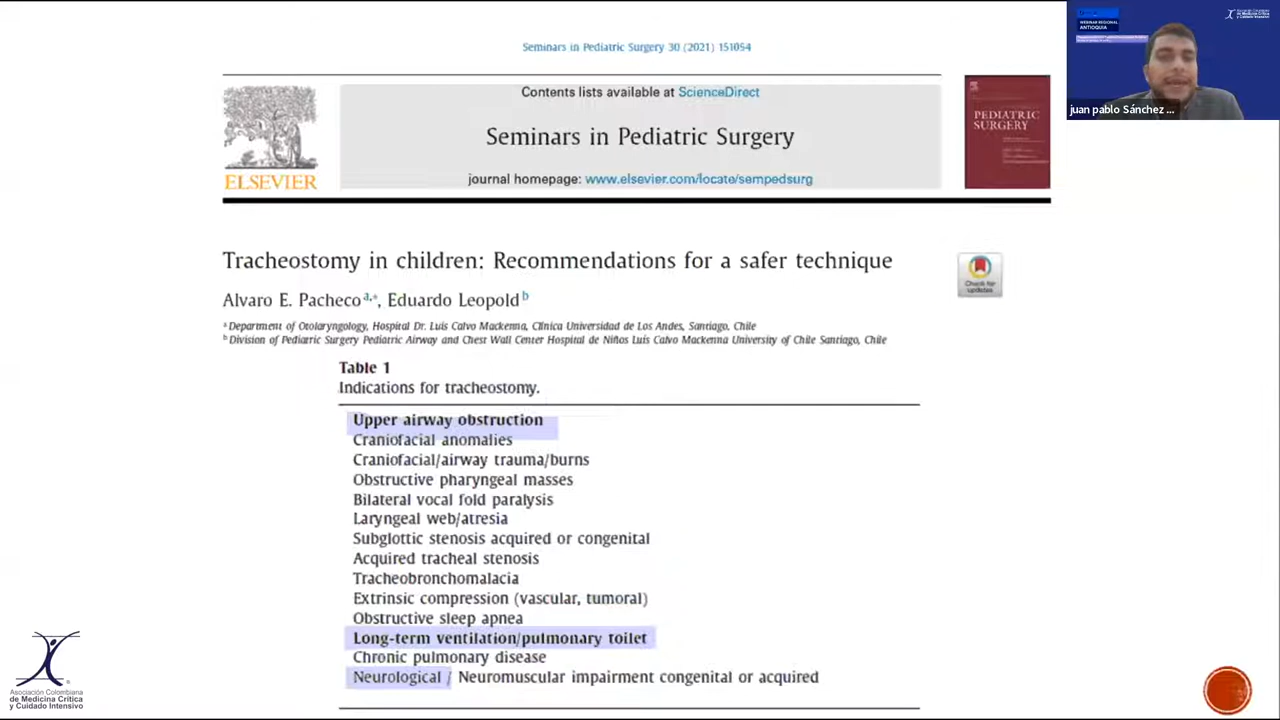 Seminars in Pediatric Surgery 30 (2021) 151054
Contents lists available at ScienceDirect
Seminars in Pediatric Surgery
journal homepage: www.elsevier.com/locate/sempedsurg
ELSEVIER
PEDIATRIC
SURGERY
WEBINAR REGIONAL
ANTIOQUIA
juan pablo Sánchez ...
Tracheostomy in children: Recommendations for a safer technique
Check for
updates
Alvaro E. Pacheco a,*, Eduardo Leopold b
a Department of Otolaryngology, Hospital Dr. Luis Calvo Mackenna, Clínica Universidad de Los Andes, Santiago, Chile
b Division of Pediatric Surgery Pediatric Airway and Chest Wall Center Hospital de Niños Luis Calvo Mackenna University of Chile Santiago, Chile
Table 1
Indications for tracheostomy.
Upper airway obstruction
Craniofacial anomalies
Craniofacial/airway trauma/burns
Obstructive pharyngeal masses
Bilateral vocal fold paralysis
Laryngeal web/atresia
Subglottic stenosis acquired or congenital
Acquired tracheal stenosis
Tracheobronchomalacia
Extrinsic compression (vascular, tumoral)
Obstructive sleep apnea
Long-term ventilation/pulmonary toilet
Chronic pulmonary disease
Neurological / Neuromuscular impairment congenital or acquired
Asociación Colombiana
de Medicina Crítica
y Cuidado Intensivo